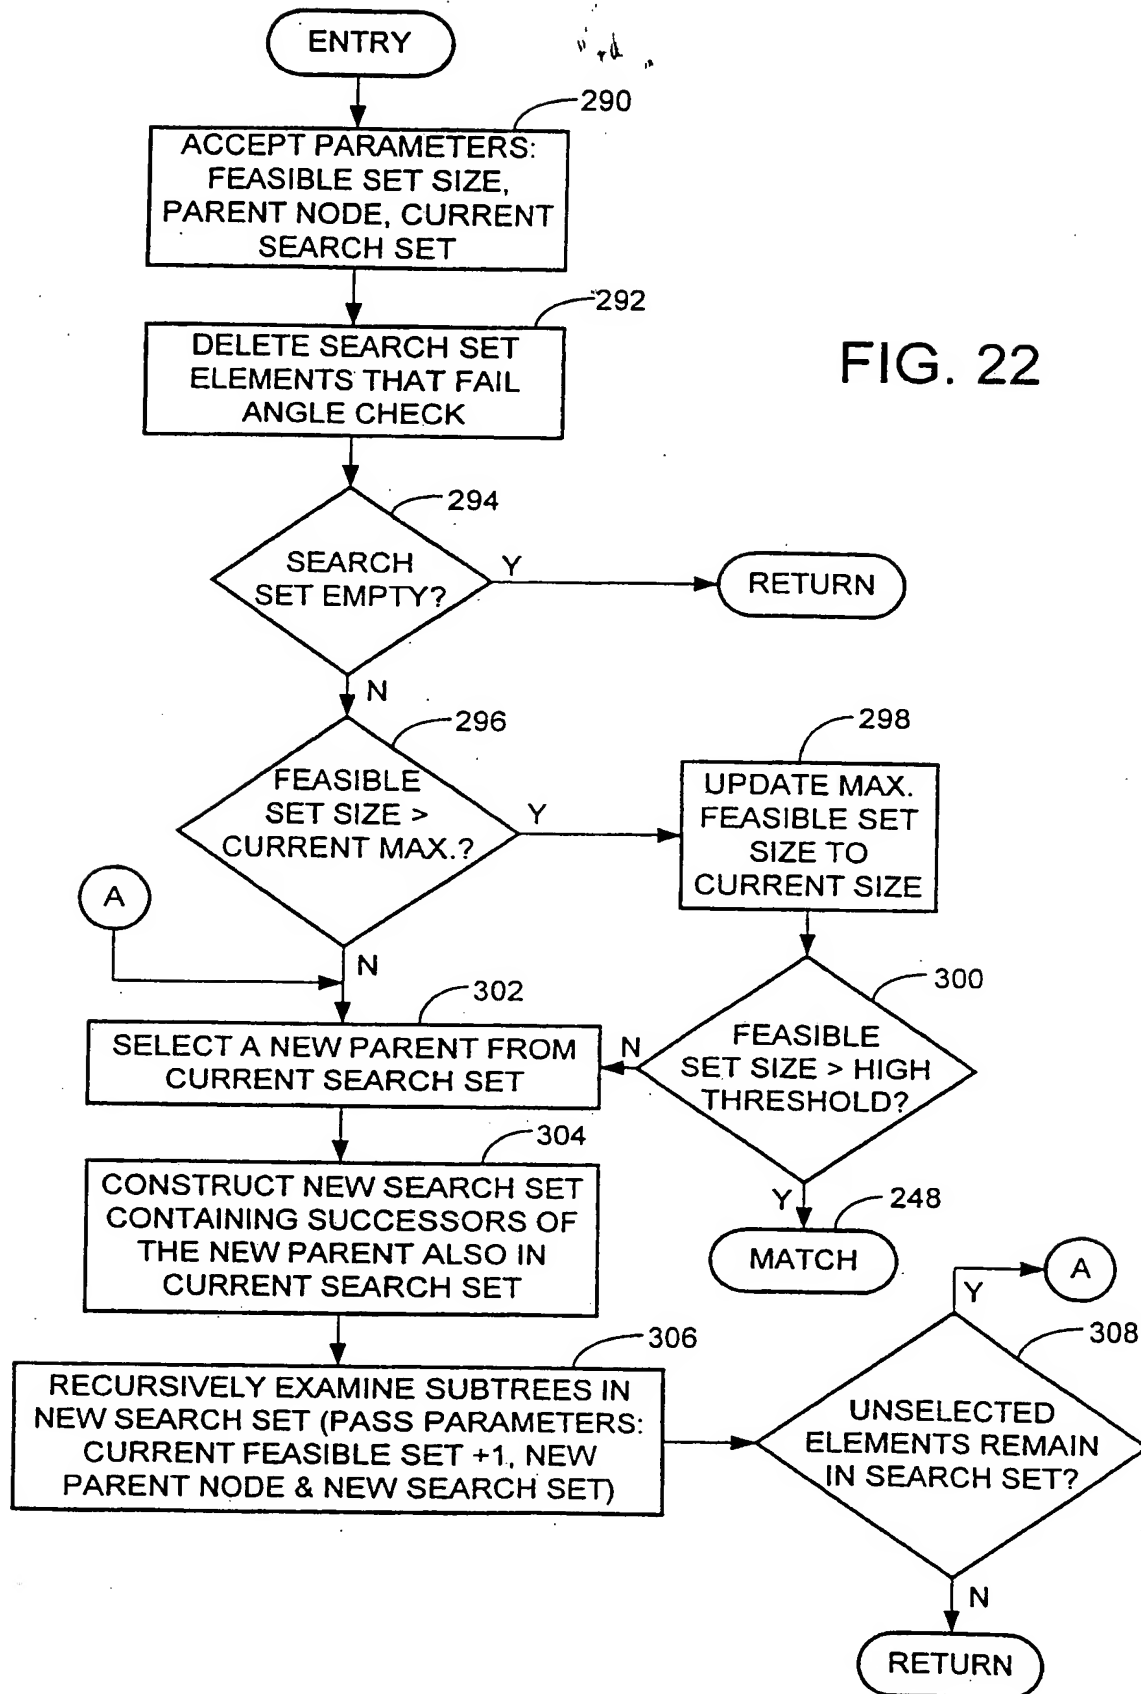 ENTRY
290
ACCEPT PARAMETERS:
FEASIBLE SET SIZE,
PARENT NODE, CURRENT
SEARCH SET
292
DELETE SEARCH SET
ELEMENTS THAT FAIL
ANGLE CHECK
FIG. 22
294
SEARCH
SET EMPTY?
Y
RETURN
N
296
FEASIBLE
SET SIZE >
CURRENT MAX.?
Y
298
UPDATE MAX.
FEASIBLE SET
SIZE TO
CURRENT SIZE
A
N
300
FEASIBLE
SET SIZE > HIGH
THRESHOLD?
N
302
SELECT A NEW PARENT FROM
CURRENT SEARCH SET
304
CONSTRUCT NEW SEARCH SET
CONTAINING SUCCESSORS OF
THE NEW PARENT ALSO IN
CURRENT SEARCH SET
Y
248
MATCH
A
Y
306
RECURSIVELY EXAMINE SUBTREES IN
NEW SEARCH SET (PASS PARAMETERS:
CURRENT FEASIBLE SET +1, NEW
PARENT NODE & NEW SEARCH SET)
308
UNSELECTED
ELEMENTS REMAIN
IN SEARCH SET?
N
RETURN